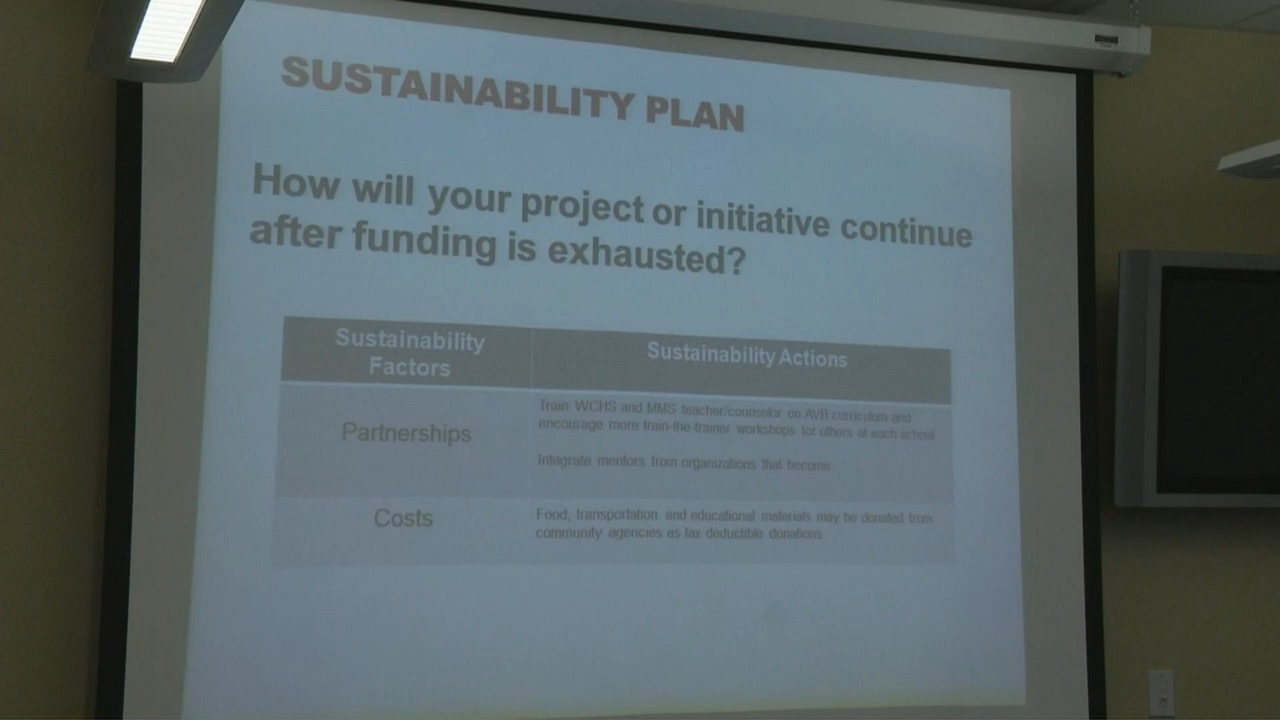 SUSTAINABILITY PLAN
How will your project or initiative continue
after funding is exhausted?
Sustainability
Factors
Sustainability Actions
Partnerships
Train WCHS and MMS teacher/counselor on AVB curriculum and
encourage more train-the-trainer workshops for others at each school
Integrate mentors from organizations that become
Costs
Food, transportation and educational materials may be donated from
community agencies as tax deductible donations